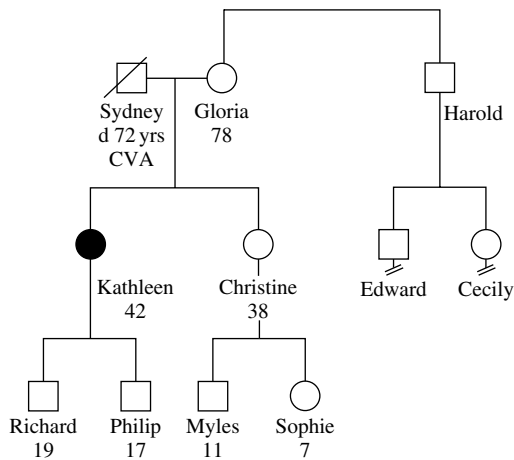 Sydney
d 72 yrs
CVA
Gloria
78
Harold
Kathleen
42
Christine
38
Edward
Cecily
Richard
19
Philip
17
Myles
11
Sophie
7